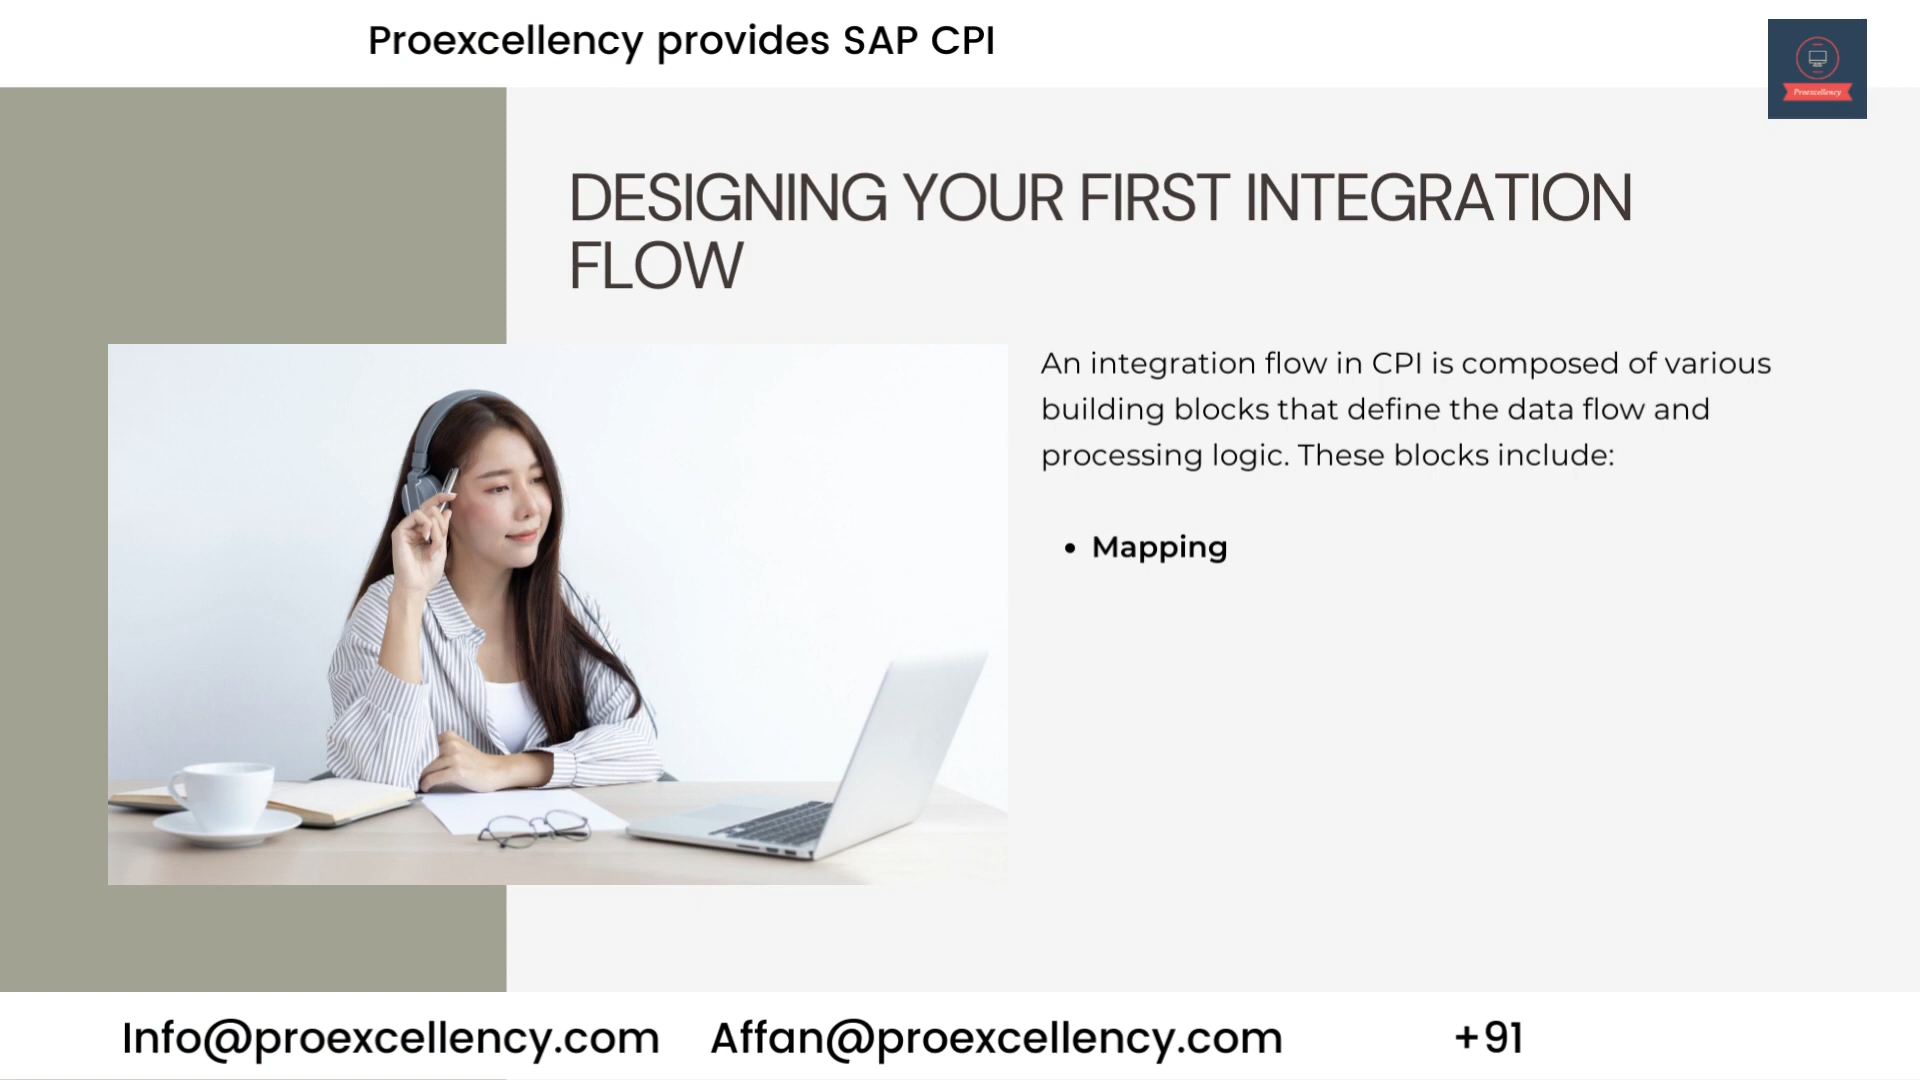 Proexcellency provides SAP CPI
Proexcellency
DESIGNING YOUR FIRST INTEGRATION
FLOW
An integration flow in CPI is composed of various
building blocks that define the data flow and
processing logic. These blocks include:
• Mapping
Info@proexcellency.com Affan@proexcellency.com +91